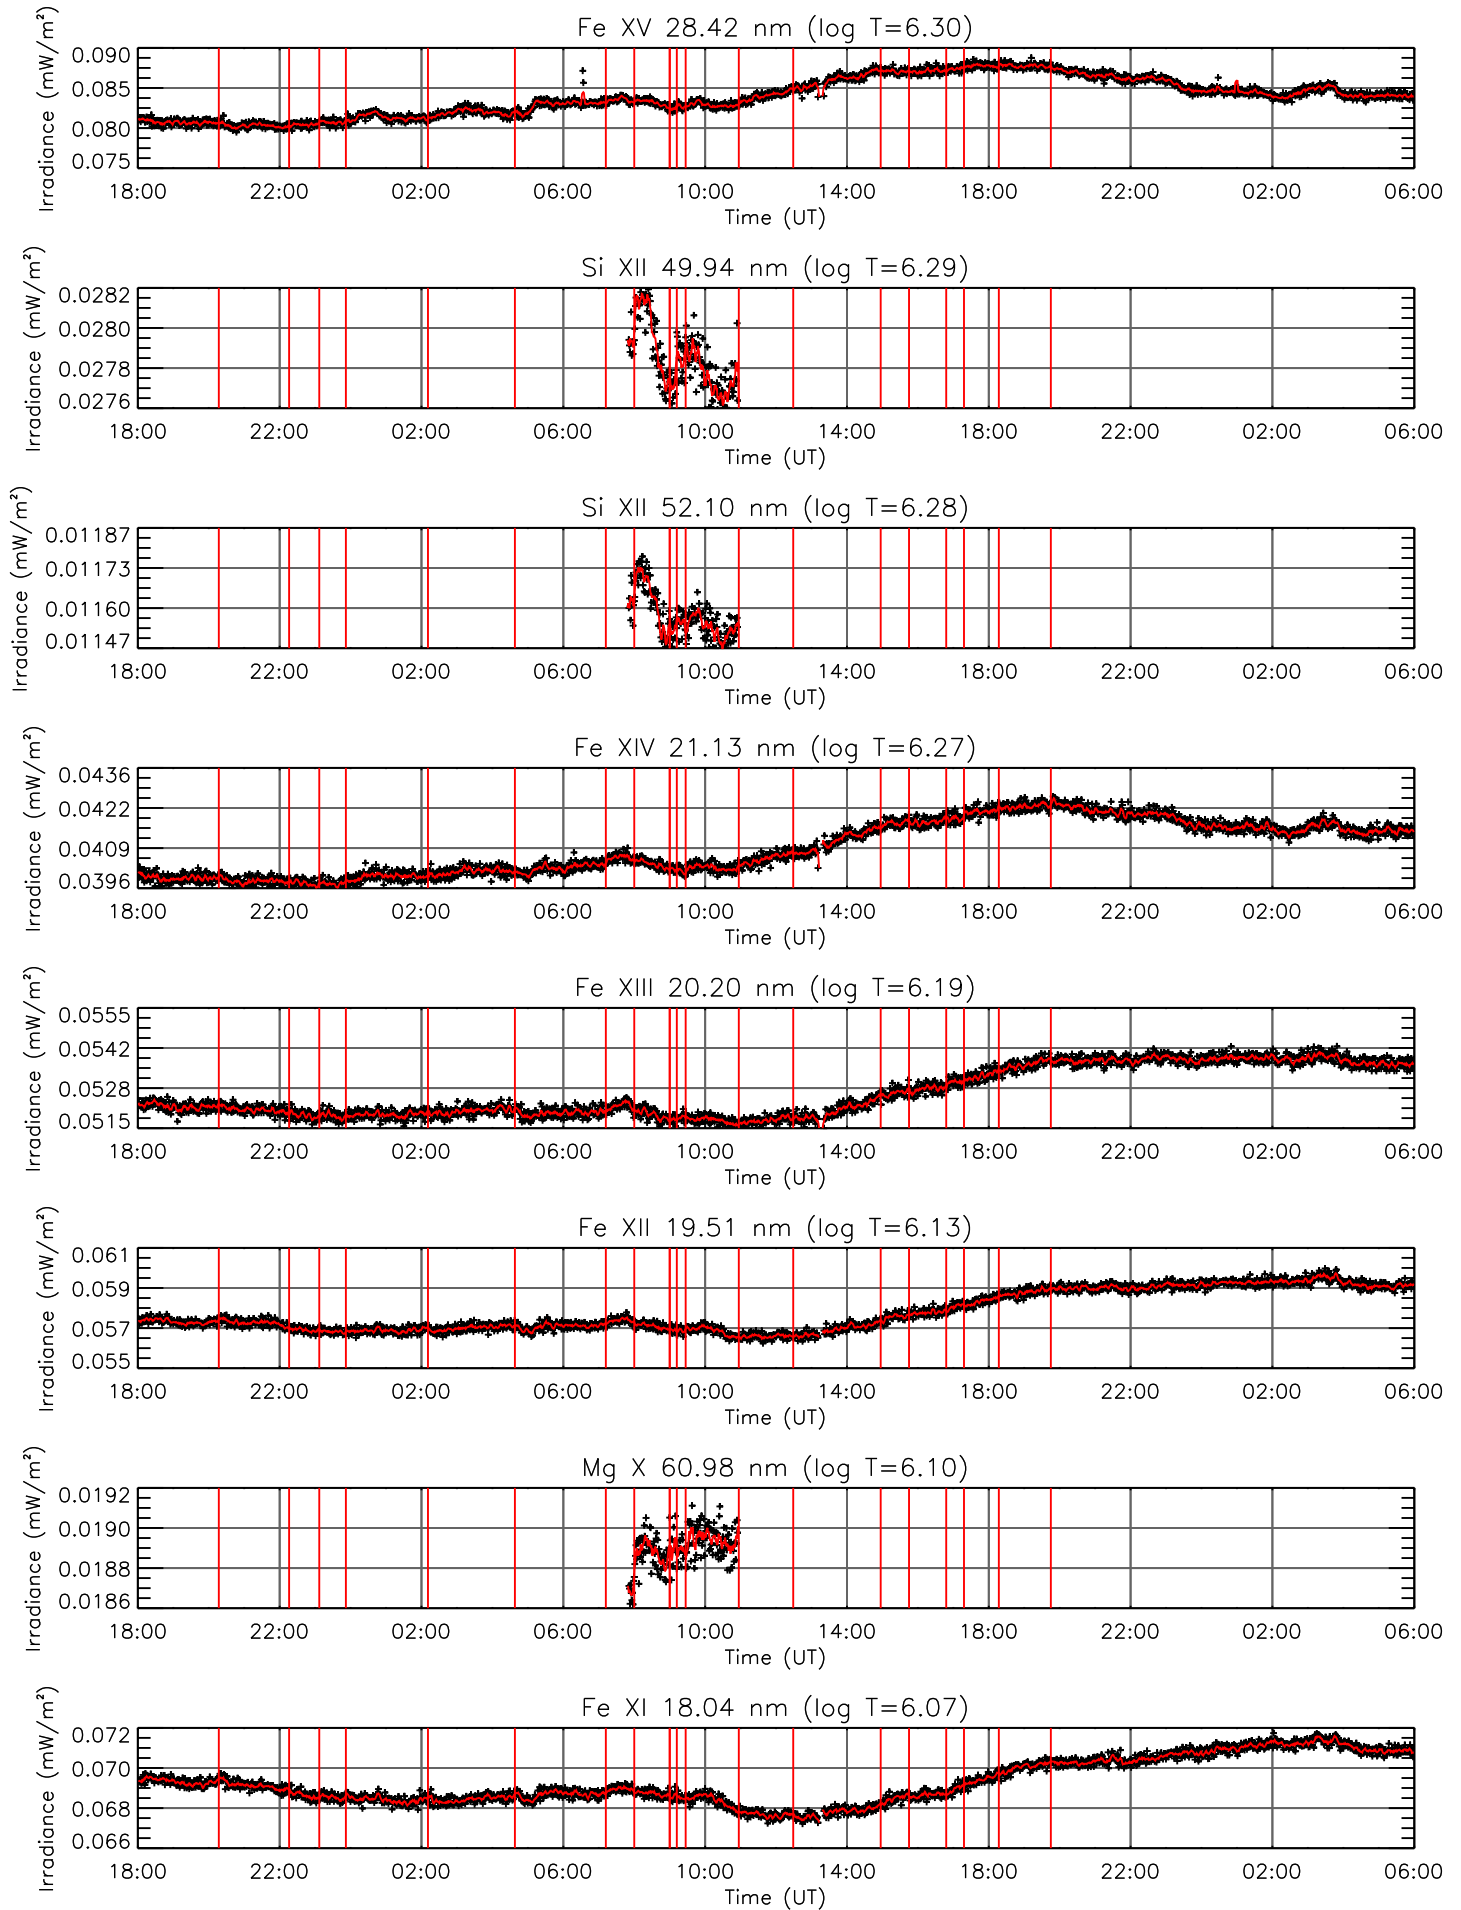 Fe XV 28.42 nm (log T=6.30)
Irradiance (mW/m²)
0.090
0.085
0.080
0.075
18:00 22:00 02:00 06:00 10:00 14:00 18:00 22:00 02:00 06:00
Time (UT)
Si XII 49.94 nm (log T=6.29)
Irradiance (mW/m²)
0.0282
0.0280
0.0278
0.0276
18:00 22:00 02:00 06:00 10:00 14:00 18:00 22:00 02:00 06:00
Time (UT)
Si XII 52.10 nm (log T=6.28)
Irradiance (mW/m²)
0.01187
0.01173
0.01160
0.01147
18:00 22:00 02:00 06:00 10:00 14:00 18:00 22:00 02:00 06:00
Time (UT)
Fe XIV 21.13 nm (log T=6.27)
Irradiance (mW/m²)
0.0436
0.0422
0.0409
0.0396
18:00 22:00 02:00 06:00 10:00 14:00 18:00 22:00 02:00 06:00
Time (UT)
Fe XIII 20.20 nm (log T=6.19)
Irradiance (mW/m²)
0.0555
0.0542
0.0528
0.0515
18:00 22:00 02:00 06:00 10:00 14:00 18:00 22:00 02:00 06:00
Time (UT)
Fe XII 19.51 nm (log T=6.13)
Irradiance (mW/m²)
0.061
0.059
0.057
0.055
18:00 22:00 02:00 06:00 10:00 14:00 18:00 22:00 02:00 06:00
Time (UT)
Mg X 60.98 nm (log T=6.10)
Irradiance (mW/m²)
0.0192
0.0190
0.0188
0.0186
18:00 22:00 02:00 06:00 10:00 14:00 18:00 22:00 02:00 06:00
Time (UT)
Fe XI 18.04 nm (log T=6.07)
Irradiance (mW/m²)
0.072
0.070
0.068
0.066
18:00 22:00 02:00 06:00 10:00 14:00 18:00 22:00 02:00 06:00
Time (UT)